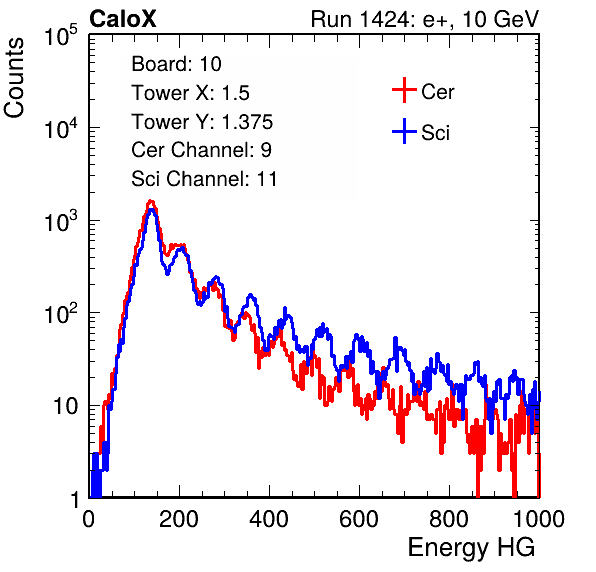 CaloX Run 1424: e+, 10 GeV
Counts
Board: 10
Tower X: 1.5
Tower Y: 1.375
Cer Channel: 9
Sci Channel: 11
Cer
Sci
10^5
10^4
10^3
10^2
10
1
0 200 400 600 800 1000
Energy HG